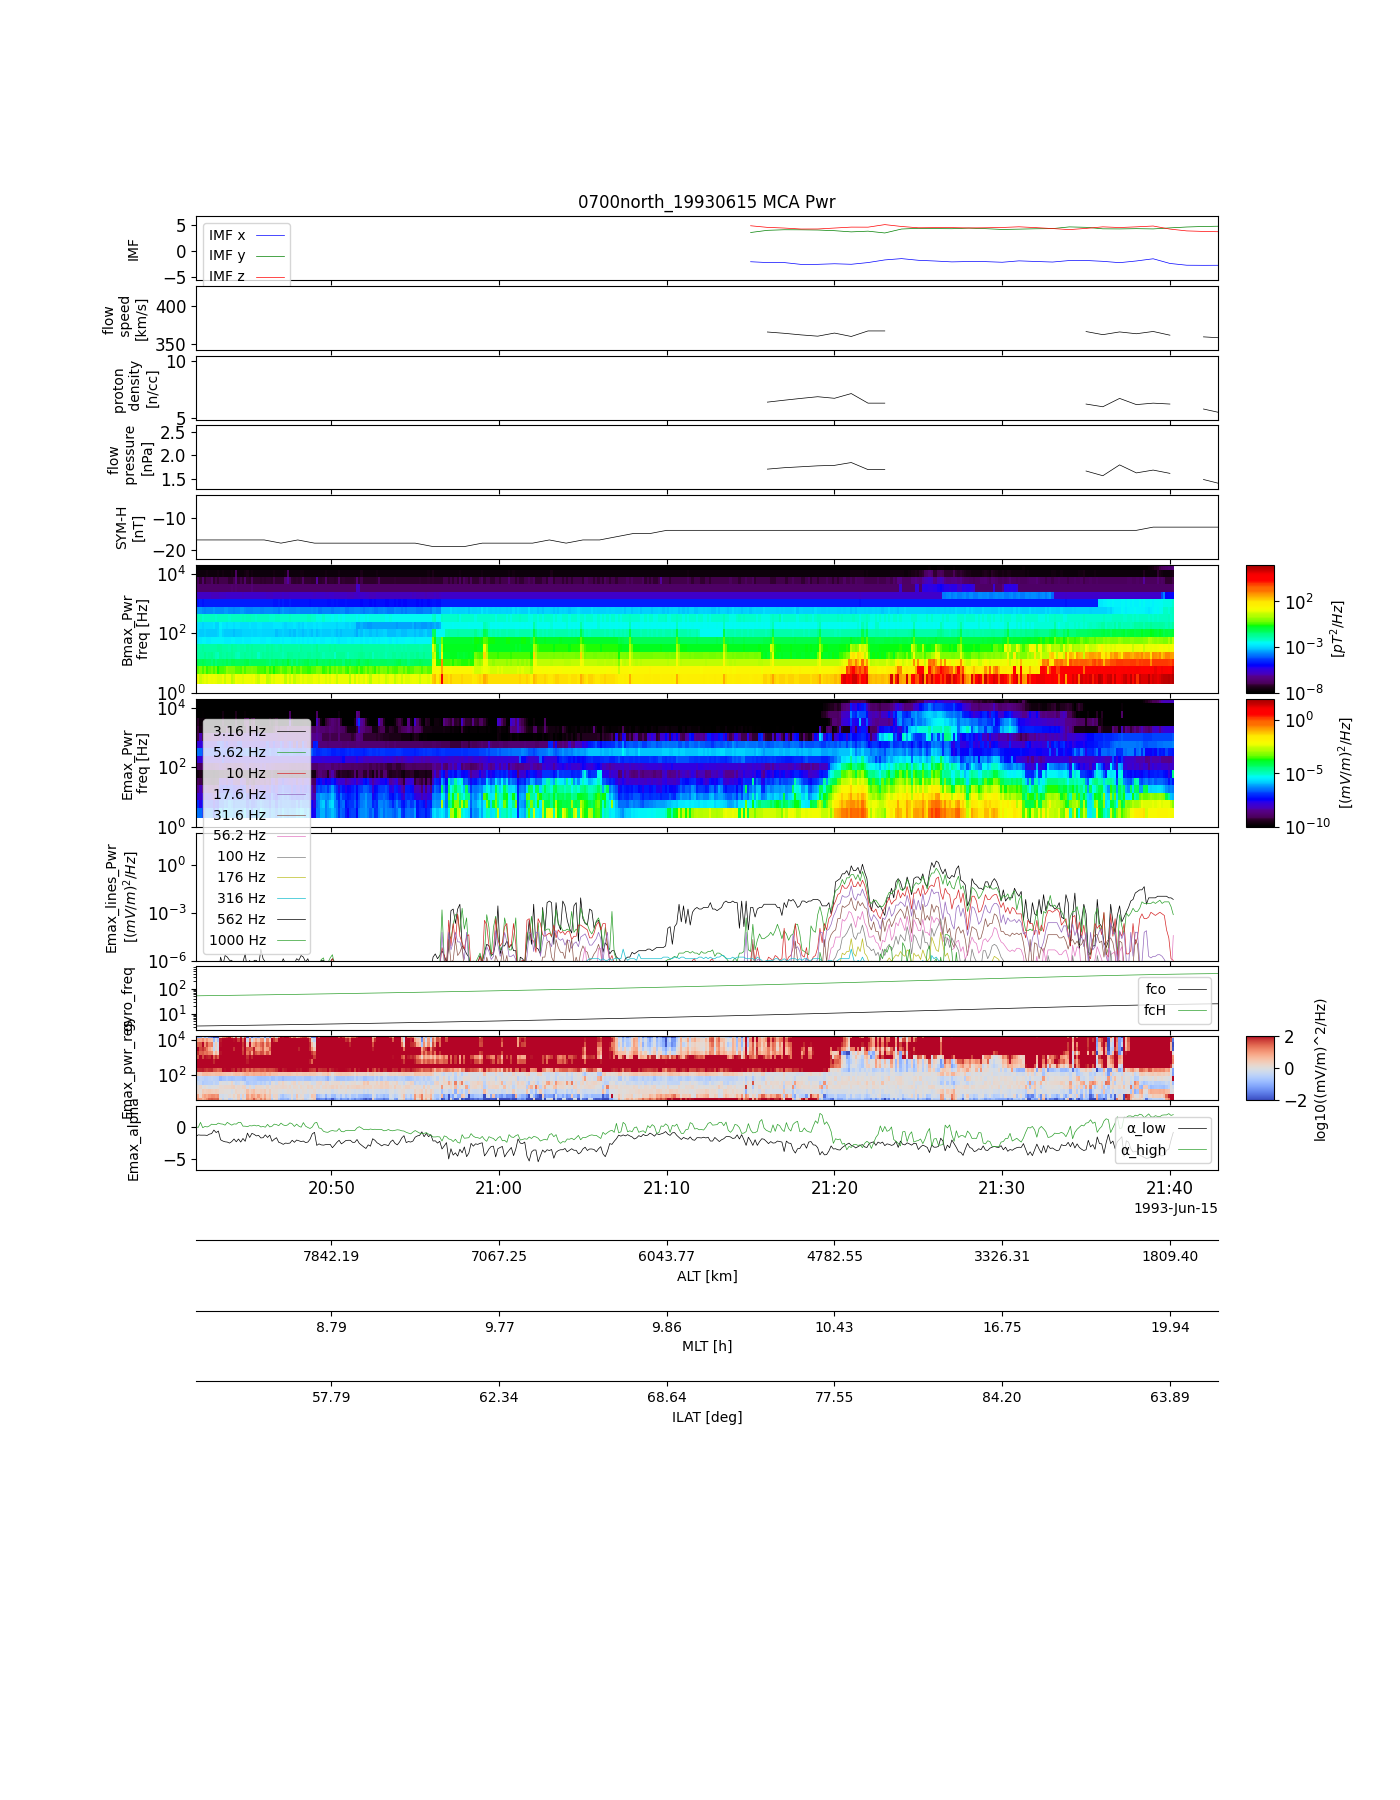 0700north_19930615 MCA Pwr
IMF
5
0
−5
IMF x
IMF y
IMF z
flow
speed
[km/s]
400
350
proton
density
[n/cc]
10
5
flow
pressure
[nPa]
2.5
2.0
1.5
SYM-H
[nT]
−10
−20
Bmax_Pwr
freq [Hz]
10^4
10^2
10^0
10^2
10^−3
10^−8
[pT^2/Hz]
Emax_Pwr
freq [Hz]
10^4
10^2
10^0
10^0
10^−5
10^−10
[(mV/m)^2/Hz]
3.16 Hz
5.62 Hz
10 Hz
17.6 Hz
31.6 Hz
56.2 Hz
100 Hz
176 Hz
316 Hz
562 Hz
1000 Hz
Emax_lines_Pwr
[(mV/m)^2/Hz]
10^0
10^−3
10^−6
gyro_freq
10^2
10^1
fco
fcH
Emax_pwr_reg
10^4
10^2
2
0
−2
log10((mV/m)^2/Hz)
Emax_alpha
0
−5
α_low
α_high
20:50 21:00 21:10 21:20 21:30 21:40
1993-Jun-15
7842.19 7067.25 6043.77 4782.55 3326.31 1809.40
ALT [km]
8.79 9.77 9.86 10.43 16.75 19.94
MLT [h]
57.79 62.34 68.64 77.55 84.20 63.89
ILAT [deg]